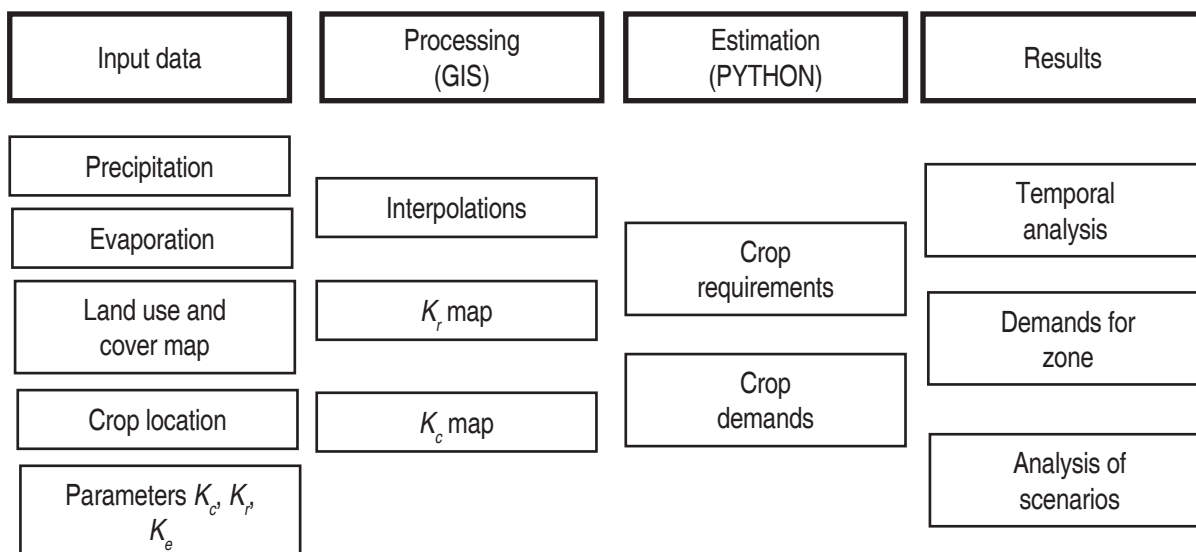 Input data
Processing
(GIS)
Estimation
(PYTHON)
Results
Precipitation
Evaporation
Land use and
cover map
Crop location
Parameters K_c, K_r,
K_e
Interpolations
K_r map
K_c map
Crop
requirements
Crop
demands
Temporal
analysis
Demands for
zone
Analysis of
scenarios